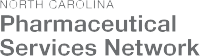 NORTH CAROLINA
Pharmaceutical
Services Network